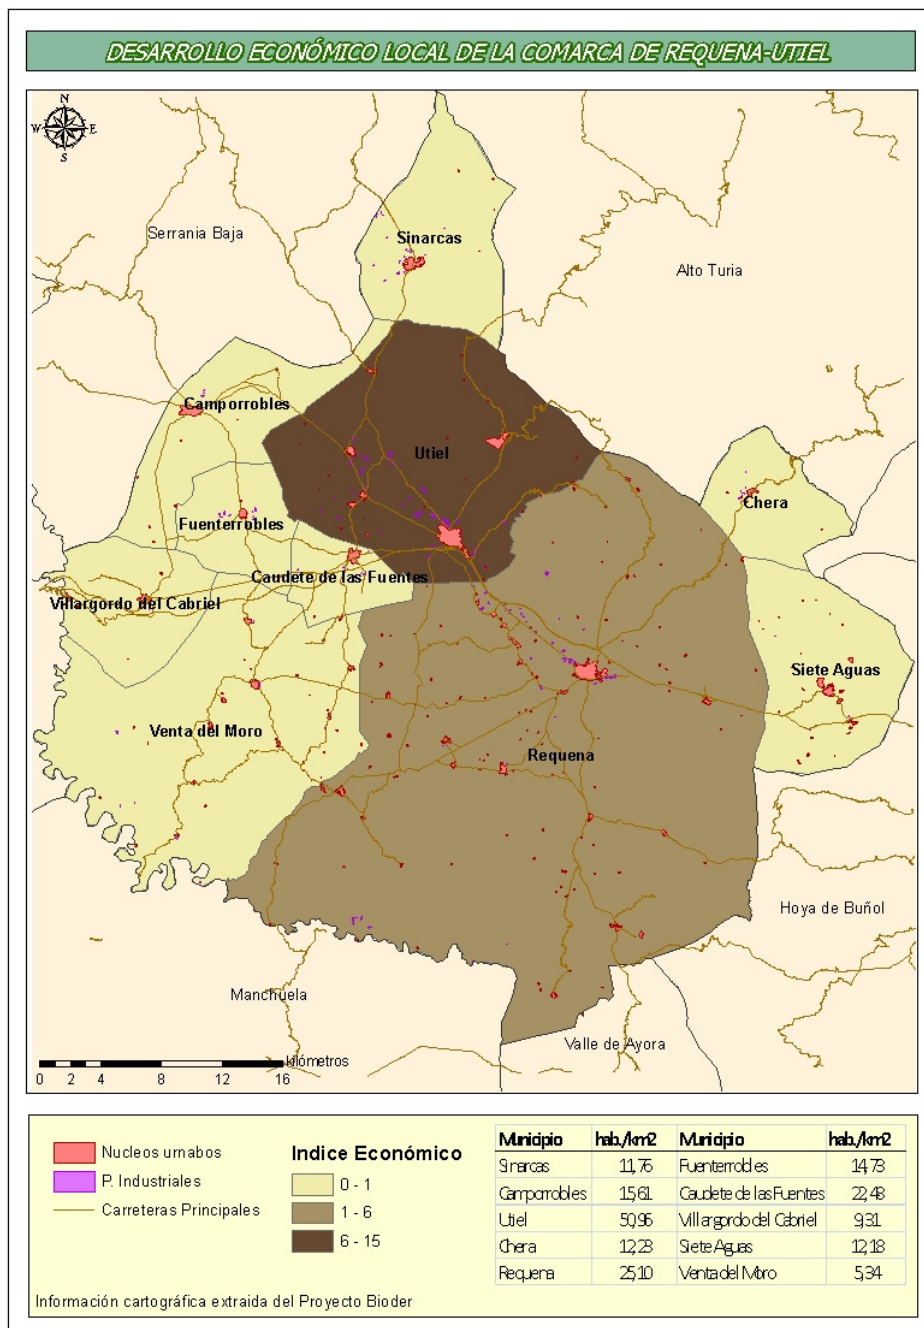 DESARROLLO ECONÓMICO LOCAL DE LA COMARCA DE REQUENA-UTIEL
N
W E
S
Serrania Baja
Sinarcas
Alto Turia
Camporrobles
Utiel
Chera
Fuenterrobles
Caudete de las Fuentes
Villargordo del Cabriel
Siete Aguas
Venta del Moro
Requena
Hoya de Buñol
Manchuela
Valle de Ayora
kilómetros
0 2 4 8 12 16
Nucleos urnabos
P. Industriales
Carreteras Principales
Indice Económico
0 - 1
1 - 6
6 - 15
Municipio hab./km2 Municipio hab./km2
Sinarcas 11,76 Fuenterrobles 14,73
Camporrobles 15,61 Caudete de las Fuentes 22,48
Utiel 50,96 Villargordo del Cabriel 9,31
Chera 12,23 Siete Aguas 12,18
Requena 25,10 Venta del Moro 5,34
Información cartográfica extraida del Proyecto Bioder